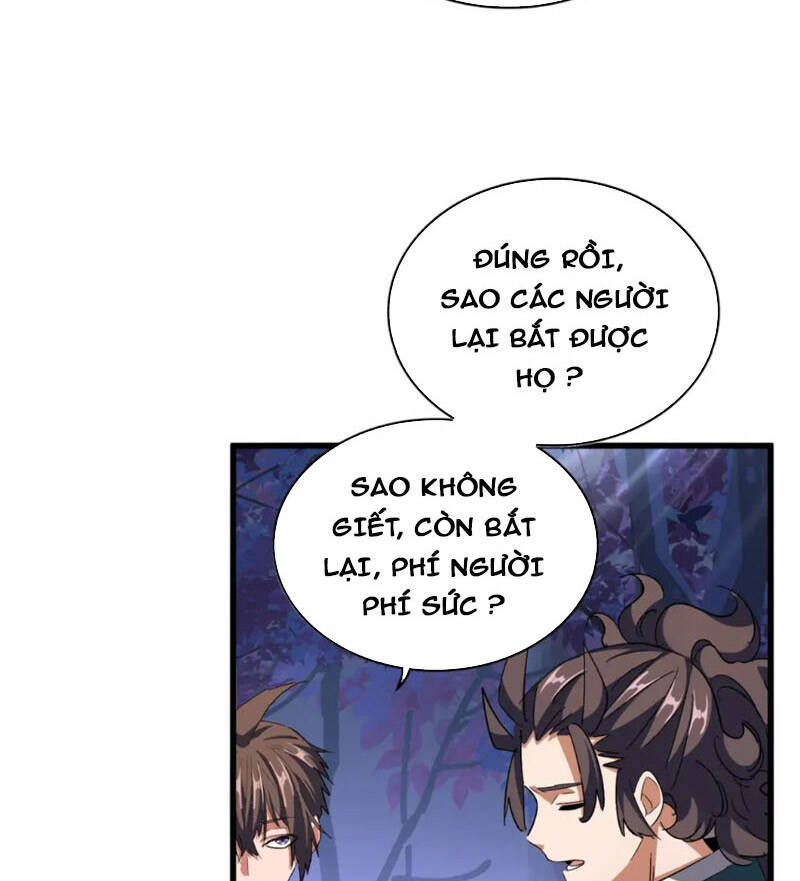 ĐÚNG RỒI,
SAO CÁC NGƯỜI
LẠI BẮT ĐƯỢC
HỌ ?
SAO KHÔNG
GIẾT, CÒN BẮT
LẠI, PHÍ NGƯỜI
PHÍ SỨC ?